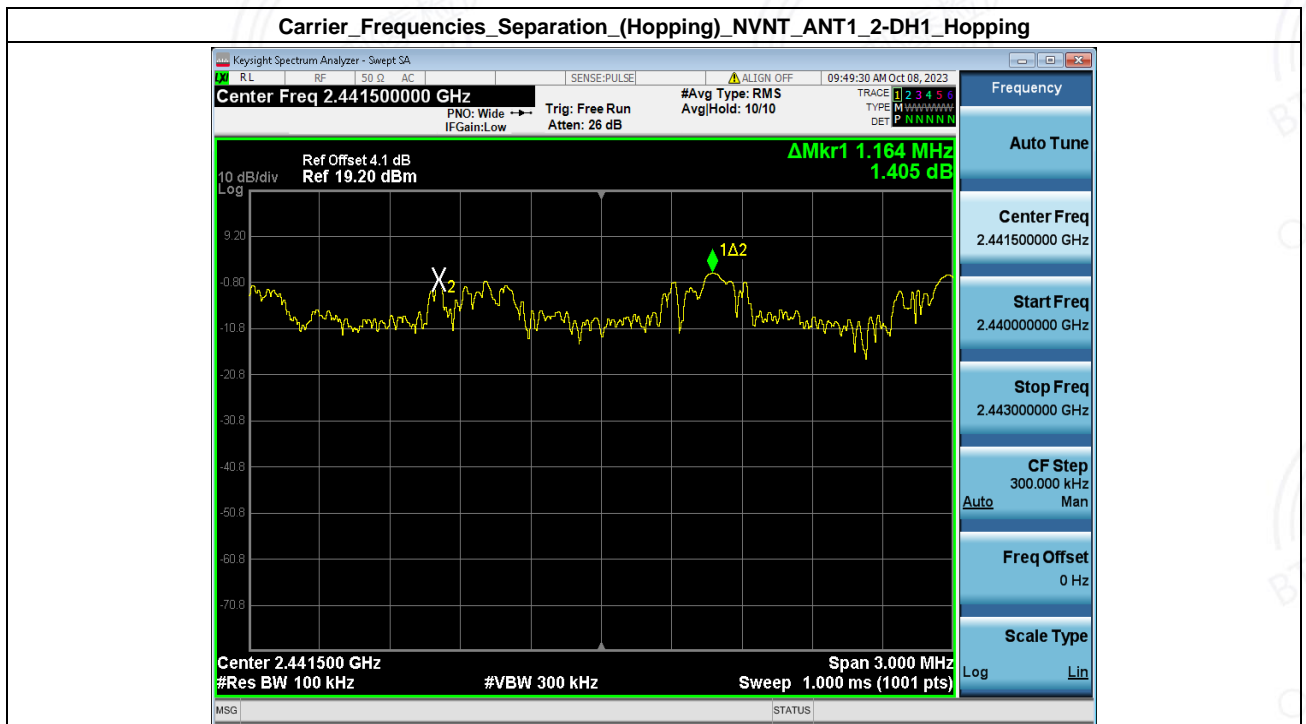 Carrier_Frequencies_Separation_(Hopping)_NVNT_ANT1_2-DH1_Hopping
Keysight Spectrum Analyzer - Swept SA
LXI RL RF 50 Ω AC SENSE:PULSE ALIGN OFF 09:49:30 AM Oct 08, 2023
Center Freq 2.441500000 GHz
PNO: Wide
IFGain:Low
Trig: Free Run
Atten: 26 dB
#Avg Type: RMS
Avg|Hold: 10/10
TRACE 1 2 3 4 5 6
TYPE M WWWWW
DET P N N N N N
ΔMkr1 1.164 MHz
1.405 dB
Ref Offset 4.1 dB
10 dB/div Ref 19.20 dBm
Log
9.20
-0.80
-10.8
-20.8
-30.8
-40.8
-50.8
-60.8
-70.8
X2
1Δ2
Center 2.441500 GHz Span 3.000 MHz
#Res BW 100 kHz #VBW 300 kHz Sweep 1.000 ms (1001 pts)
MSG STATUS
Frequency
Auto Tune
Center Freq
2.441500000 GHz
Start Freq
2.440000000 GHz
Stop Freq
2.443000000 GHz
CF Step
300.000 kHz
Auto Man
Freq Offset
0 Hz
Scale Type
Log Lin